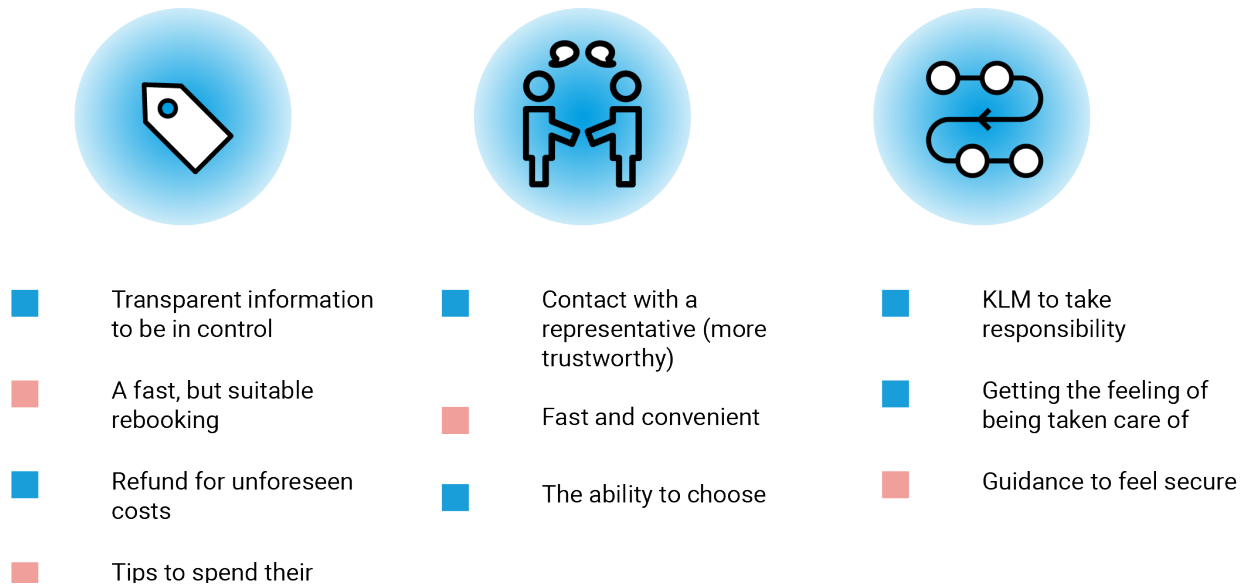 Transparent information
to be in control
A fast, but suitable
rebooking
Refund for unforeseen
costs
Tips to spend their
Contact with a
representative (more
trustworthy)
Fast and convenient
The ability to choose
KLM to take
responsibility
Getting the feeling of
being taken care of
Guidance to feel secure